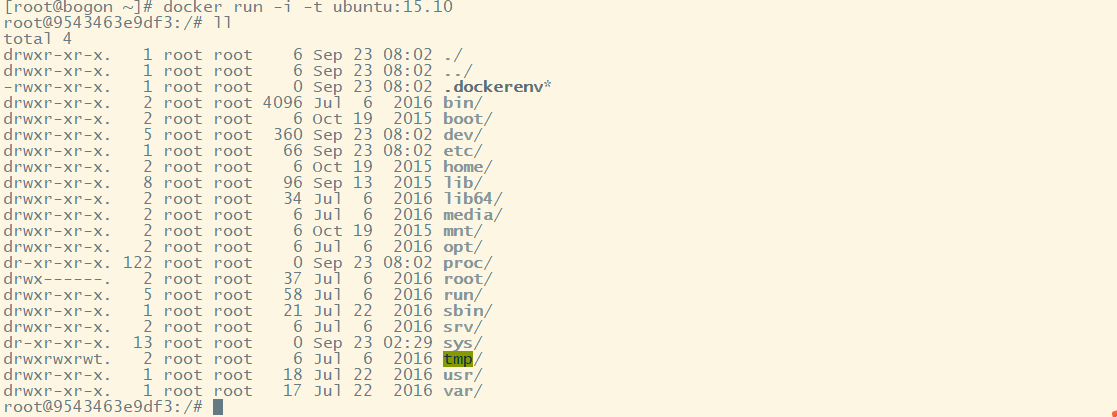 [root@bogon ~]# docker run -i -t ubuntu:15.10
root@9543463e9df3:/# ll
total 4
drwxr-xr-x.   1 root root    6 Sep 23 08:02 ./
drwxr-xr-x.   1 root root    6 Sep 23 08:02 ../
-rwxr-xr-x.   1 root root    0 Sep 23 08:02 .dockerenv*
drwxr-xr-x.   2 root root 4096 Jul  6  2016 bin/
drwxr-xr-x.   2 root root    6 Oct 19  2015 boot/
drwxr-xr-x.   5 root root  360 Sep 23 08:02 dev/
drwxr-xr-x.   1 root root   66 Sep 23 08:02 etc/
drwxr-xr-x.   2 root root    6 Oct 19  2015 home/
drwxr-xr-x.   8 root root   96 Sep 13  2015 lib/
drwxr-xr-x.   2 root root   34 Jul  6  2016 lib64/
drwxr-xr-x.   2 root root    6 Jul  6  2016 media/
drwxr-xr-x.   2 root root    6 Oct 19  2015 mnt/
drwxr-xr-x.   2 root root    6 Jul  6  2016 opt/
dr-xr-xr-x. 122 root root    0 Sep 23 08:02 proc/
drwx------.   2 root root   37 Jul  6  2016 root/
drwxr-xr-x.   5 root root   58 Jul  6  2016 run/
drwxr-xr-x.   1 root root   21 Jul 22  2016 sbin/
drwxr-xr-x.   2 root root    6 Jul  6  2016 srv/
dr-xr-xr-x.  13 root root    0 Sep 23 02:29 sys/
drwxrwxrwt.   2 root root    6 Jul  6  2016 tmp/
drwxr-xr-x.   1 root root   18 Jul 22  2016 usr/
drwxr-xr-x.   1 root root   17 Jul 22  2016 var/
root@9543463e9df3:/#